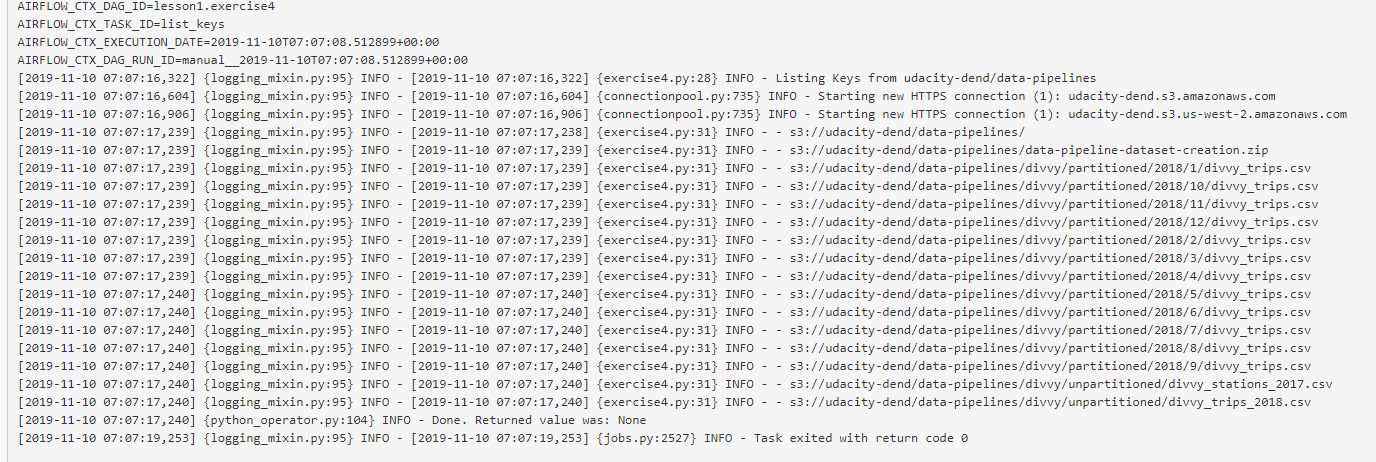 AIRFLOW_CTX_DAG_ID=lesson1.exercise4
AIRFLOW_CTX_TASK_ID=list_keys
AIRFLOW_CTX_EXECUTION_DATE=2019-11-10T07:07:08.512899+00:00
AIRFLOW_CTX_DAG_RUN_ID=manual__2019-11-10T07:07:08.512899+00:00
[2019-11-10 07:07:16,322] {logging_mixin.py:95} INFO - [2019-11-10 07:07:16,322] {exercise4.py:28} INFO - Listing Keys from udacity-dend/data-pipelines
[2019-11-10 07:07:16,604] {logging_mixin.py:95} INFO - [2019-11-10 07:07:16,604] {connectionpool.py:735} INFO - Starting new HTTPS connection (1): udacity-dend.s3.amazonaws.com
[2019-11-10 07:07:16,906] {logging_mixin.py:95} INFO - [2019-11-10 07:07:16,906] {connectionpool.py:735} INFO - Starting new HTTPS connection (1): udacity-dend.s3.us-west-2.amazonaws.com
[2019-11-10 07:07:17,239] {logging_mixin.py:95} INFO - [2019-11-10 07:07:17,238] {exercise4.py:31} INFO - - s3://udacity-dend/data-pipelines/
[2019-11-10 07:07:17,239] {logging_mixin.py:95} INFO - [2019-11-10 07:07:17,239] {exercise4.py:31} INFO - - s3://udacity-dend/data-pipelines/data-pipeline-dataset-creation.zip
[2019-11-10 07:07:17,239] {logging_mixin.py:95} INFO - [2019-11-10 07:07:17,239] {exercise4.py:31} INFO - - s3://udacity-dend/data-pipelines/divvy/partitioned/2018/1/divvy_trips.csv
[2019-11-10 07:07:17,239] {logging_mixin.py:95} INFO - [2019-11-10 07:07:17,239] {exercise4.py:31} INFO - - s3://udacity-dend/data-pipelines/divvy/partitioned/2018/10/divvy_trips.csv
[2019-11-10 07:07:17,239] {logging_mixin.py:95} INFO - [2019-11-10 07:07:17,239] {exercise4.py:31} INFO - - s3://udacity-dend/data-pipelines/divvy/partitioned/2018/11/divvy_trips.csv
[2019-11-10 07:07:17,239] {logging_mixin.py:95} INFO - [2019-11-10 07:07:17,239] {exercise4.py:31} INFO - - s3://udacity-dend/data-pipelines/divvy/partitioned/2018/12/divvy_trips.csv
[2019-11-10 07:07:17,239] {logging_mixin.py:95} INFO - [2019-11-10 07:07:17,239] {exercise4.py:31} INFO - - s3://udacity-dend/data-pipelines/divvy/partitioned/2018/2/divvy_trips.csv
[2019-11-10 07:07:17,239] {logging_mixin.py:95} INFO - [2019-11-10 07:07:17,239] {exercise4.py:31} INFO - - s3://udacity-dend/data-pipelines/divvy/partitioned/2018/3/divvy_trips.csv
[2019-11-10 07:07:17,239] {logging_mixin.py:95} INFO - [2019-11-10 07:07:17,239] {exercise4.py:31} INFO - - s3://udacity-dend/data-pipelines/divvy/partitioned/2018/4/divvy_trips.csv
[2019-11-10 07:07:17,240] {logging_mixin.py:95} INFO - [2019-11-10 07:07:17,240] {exercise4.py:31} INFO - - s3://udacity-dend/data-pipelines/divvy/partitioned/2018/5/divvy_trips.csv
[2019-11-10 07:07:17,240] {logging_mixin.py:95} INFO - [2019-11-10 07:07:17,240] {exercise4.py:31} INFO - - s3://udacity-dend/data-pipelines/divvy/partitioned/2018/6/divvy_trips.csv
[2019-11-10 07:07:17,240] {logging_mixin.py:95} INFO - [2019-11-10 07:07:17,240] {exercise4.py:31} INFO - - s3://udacity-dend/data-pipelines/divvy/partitioned/2018/7/divvy_trips.csv
[2019-11-10 07:07:17,240] {logging_mixin.py:95} INFO - [2019-11-10 07:07:17,240] {exercise4.py:31} INFO - - s3://udacity-dend/data-pipelines/divvy/partitioned/2018/8/divvy_trips.csv
[2019-11-10 07:07:17,240] {logging_mixin.py:95} INFO - [2019-11-10 07:07:17,240] {exercise4.py:31} INFO - - s3://udacity-dend/data-pipelines/divvy/partitioned/2018/9/divvy_trips.csv
[2019-11-10 07:07:17,240] {logging_mixin.py:95} INFO - [2019-11-10 07:07:17,240] {exercise4.py:31} INFO - - s3://udacity-dend/data-pipelines/divvy/unpartitioned/divvy_stations_2017.csv
[2019-11-10 07:07:17,240] {logging_mixin.py:95} INFO - [2019-11-10 07:07:17,240] {exercise4.py:31} INFO - - s3://udacity-dend/data-pipelines/divvy/unpartitioned/divvy_trips_2018.csv
[2019-11-10 07:07:17,240] {python_operator.py:104} INFO - Done. Returned value was: None
[2019-11-10 07:07:19,253] {logging_mixin.py:95} INFO - [2019-11-10 07:07:19,253] {jobs.py:2527} INFO - Task exited with return code 0